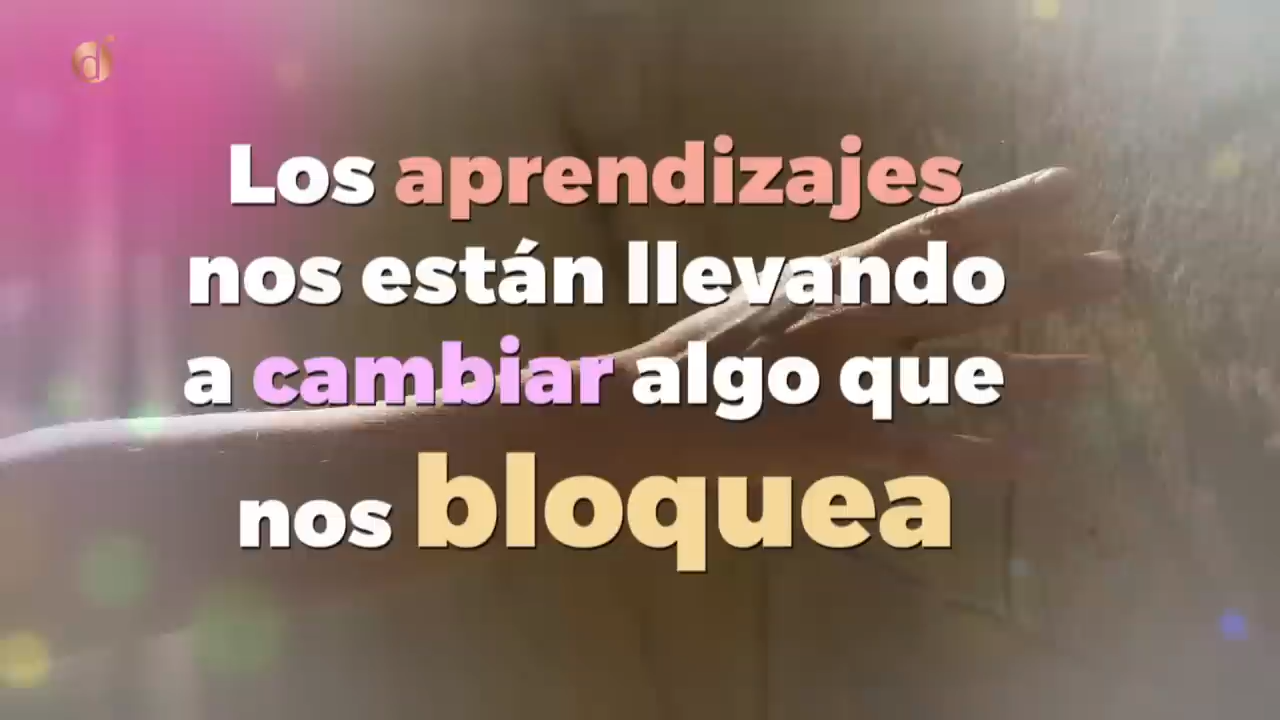 d
Los aprendizajes
nos están llevando
a cambiar algo que
nos bloquea